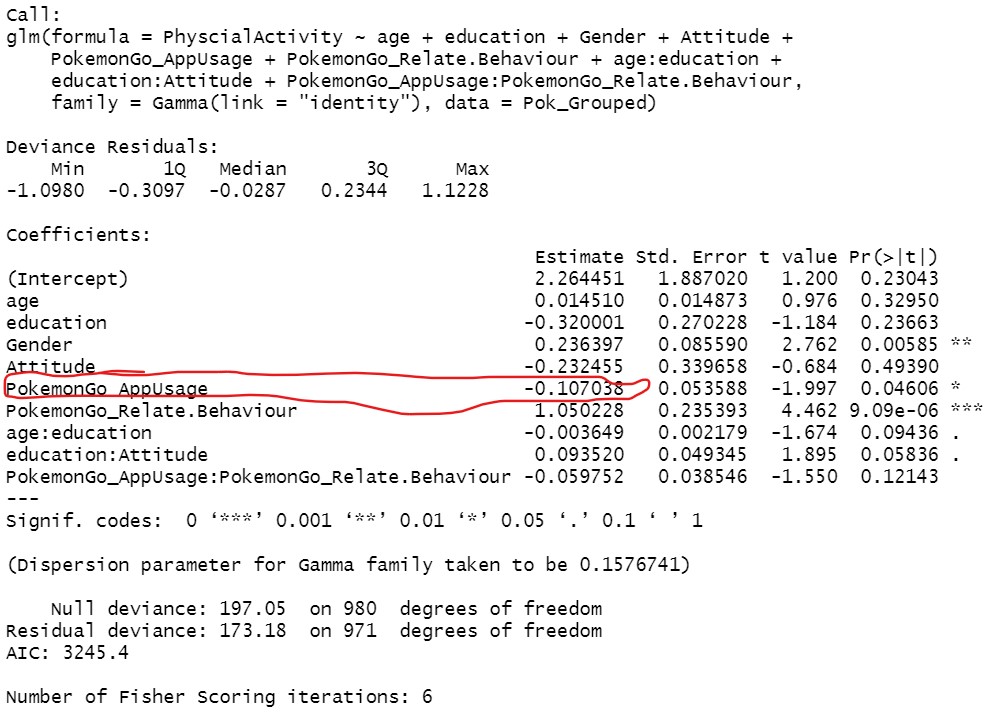 Call:
glm(formula = PhyscialActivity ~ age + education + Gender + Attitude +
PokemonGo_AppUsage + PokemonGo_Relate.Behaviour + age:education +
education:Attitude + PokemonGo_AppUsage:PokemonGo_Relate.Behaviour,
family = Gamma(link = "identity"), data = Pok_Grouped)
Deviance Residuals:
Min 1Q Median 3Q Max
-1.0980 -0.3097 -0.0287 0.2344 1.1228
Coefficients:
Estimate Std. Error t value Pr(>|t|)
(Intercept) 2.264451 1.887020 1.200 0.23043
age 0.014510 0.014873 0.976 0.32950
education -0.320001 0.270228 -1.184 0.23663
Gender 0.236397 0.085590 2.762 0.00585 **
Attitude -0.232455 0.339658 -0.684 0.49390
PokemonGo_AppUsage -0.107038 0.053588 -1.997 0.04606 *
PokemonGo_Relate.Behaviour 1.050228 0.235393 4.462 9.09e-06 ***
age:education -0.003649 0.002179 -1.674 0.09436 .
education:Attitude 0.093520 0.049345 1.895 0.05836 .
PokemonGo_AppUsage:PokemonGo_Relate.Behaviour -0.059752 0.038546 -1.550 0.12143
---
Signif. codes: 0 ‘***’ 0.001 ‘**’ 0.01 ‘*’ 0.05 ‘.’ 0.1 ‘ ’ 1
(Dispersion parameter for Gamma family taken to be 0.1576741)
Null deviance: 197.05 on 980 degrees of freedom
Residual deviance: 173.18 on 971 degrees of freedom
AIC: 3245.4
Number of Fisher Scoring iterations: 6